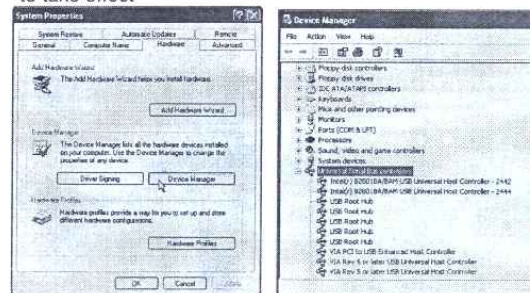 to take effect
System Properties
System Restore Automatic Updates Remote
General Computer Name Hardware Advanced
Add Hardware Wizard
The Add Hardware Wizard helps you install hardware.
Add Hardware Wizard
Device Manager
The Device Manager lists all the hardware devices installed
on your computer. Use the Device Manager to change the
properties of any device.
Driver Signing Device Manager
Hardware Profiles
Hardware profiles provide a way for you to set up and store
different hardware configurations.
Hardware Profiles
OK Cancel Apply
Device Manager
File Action View Help
Floppy disk controllers
Floppy disk drives
IDE ATA/ATAPI controllers
Keyboards
Mice and other pointing devices
Monitors
Ports (COM & LPT)
Processors
Sound, video and game controllers
System devices
Universal Serial Bus controllers
Intel(r) 82801BA/BAM USB Universal Host Controller - 2442
Intel(r) 82801BA/BAM USB Universal Host Controller - 2444
USB Root Hub
USB Root Hub
USB Root Hub
USB Root Hub
USB Root Hub
VIA PCI to USB Enhanced Host Controller
VIA Rev 5 or later USB Universal Host Controller
VIA Rev 5 or later USB Universal Host Controller